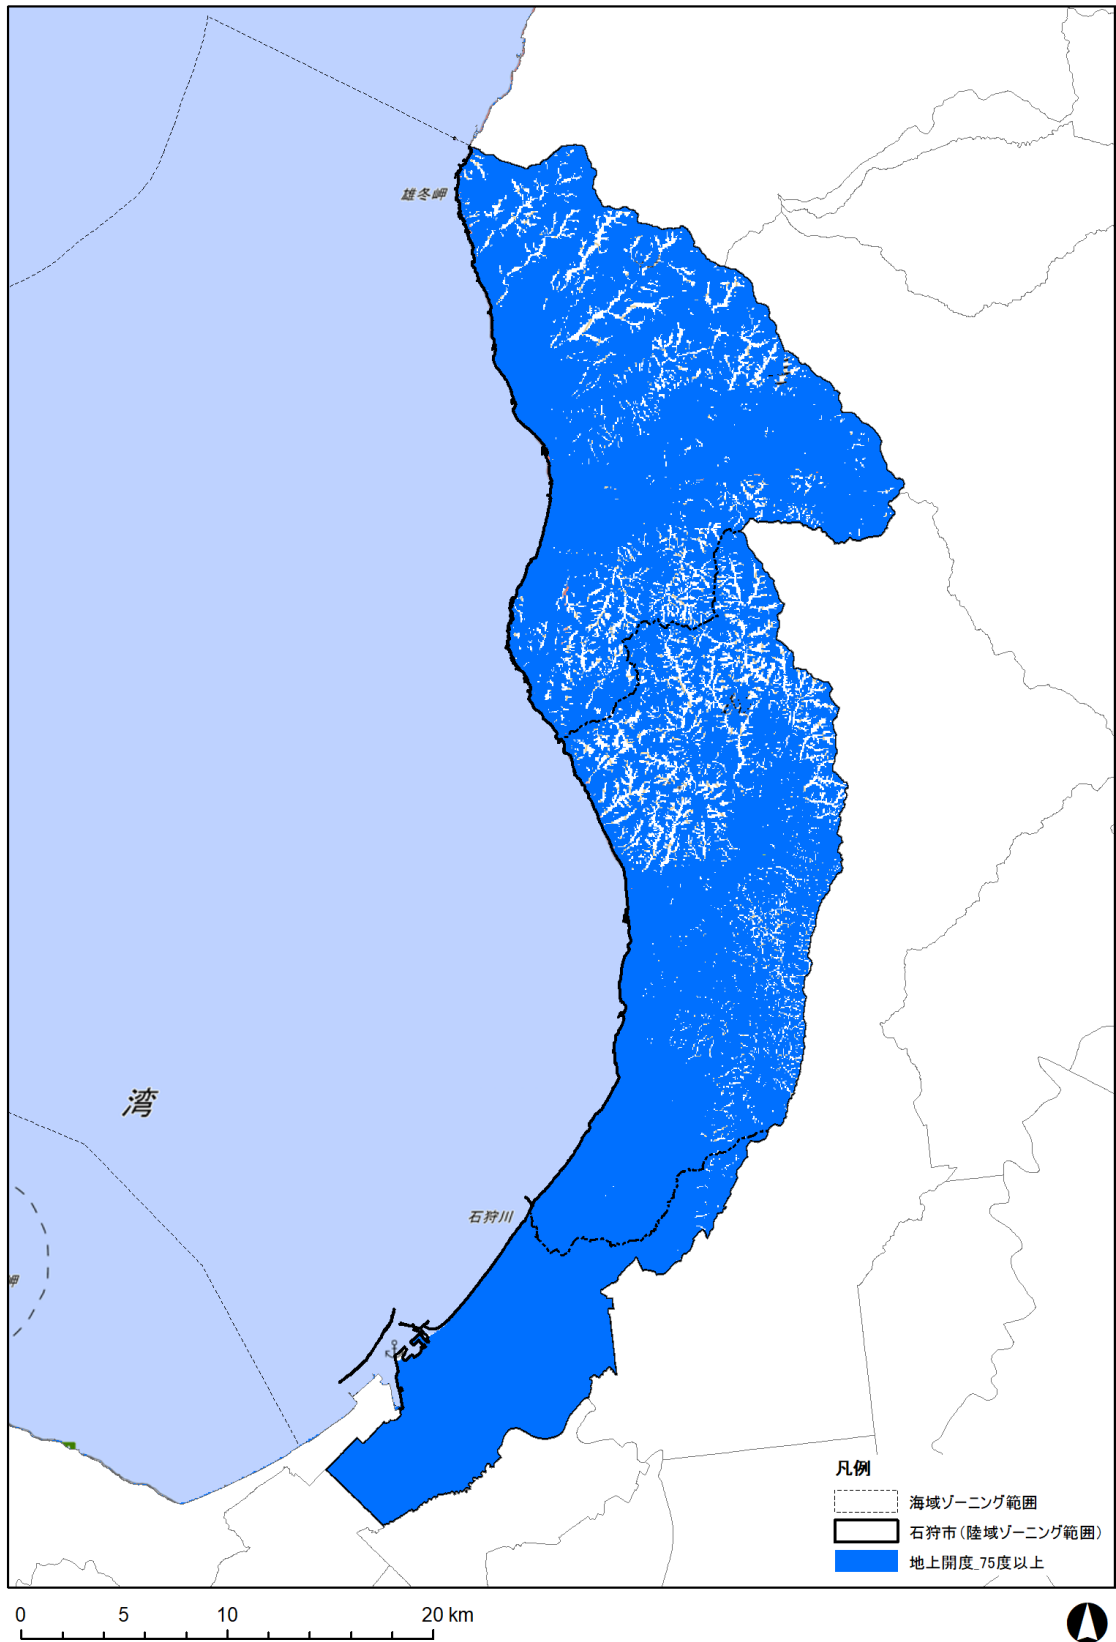 雄冬岬
湾
石狩川
岬
凡例
海域ゾーニング範囲
石狩市(陸域ゾーニング範囲)
地上開度_75度以上
0 5 10 20 km